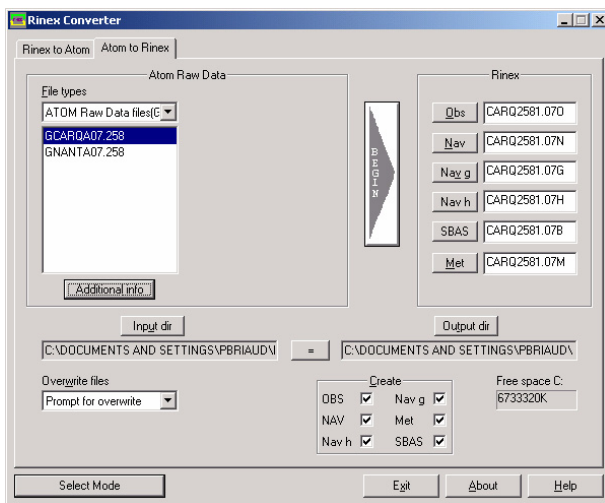 Rinex Converter
Rinex to Atom
Atom to Rinex
Atom Raw Data
File types
ATOM Raw Data files(G
GCARQA07.258
GNANTA07.258
Additional info
BEGIN
Rinex
Obs CARQ2581.07O
Nav CARQ2581.07N
Nav g CARQ2581.07G
Nav h CARQ2581.07H
SBAS CARQ2581.07B
Met CARQ2581.07M
Input dir
C:\DOCUMENTS AND SETTINGS\PBRIAUD\I
=
Output dir
C:\DOCUMENTS AND SETTINGS\PBRIAUD\
Overwrite files
Prompt for overwrite
Create
OBS Nav g
NAV Met
Nav h SBAS
Free space C:
6733320K
Select Mode
Exit
About
Help